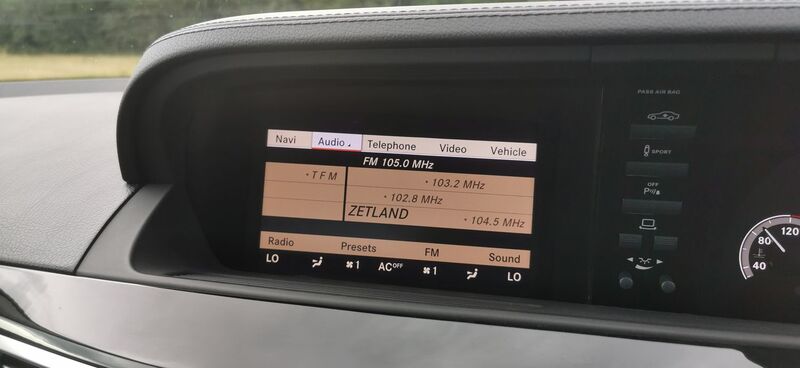 Navi Audio Telephone Video Vehicle
FM 105.0 MHz
• T F M • 103.2 MHz
• 102.8 MHz
ZETLAND • 104.5 MHz
Radio Presets FM Sound
LO 1 AC OFF 1 LO
PASS AIR BAG
SPORT
OFF
P
120
80
40